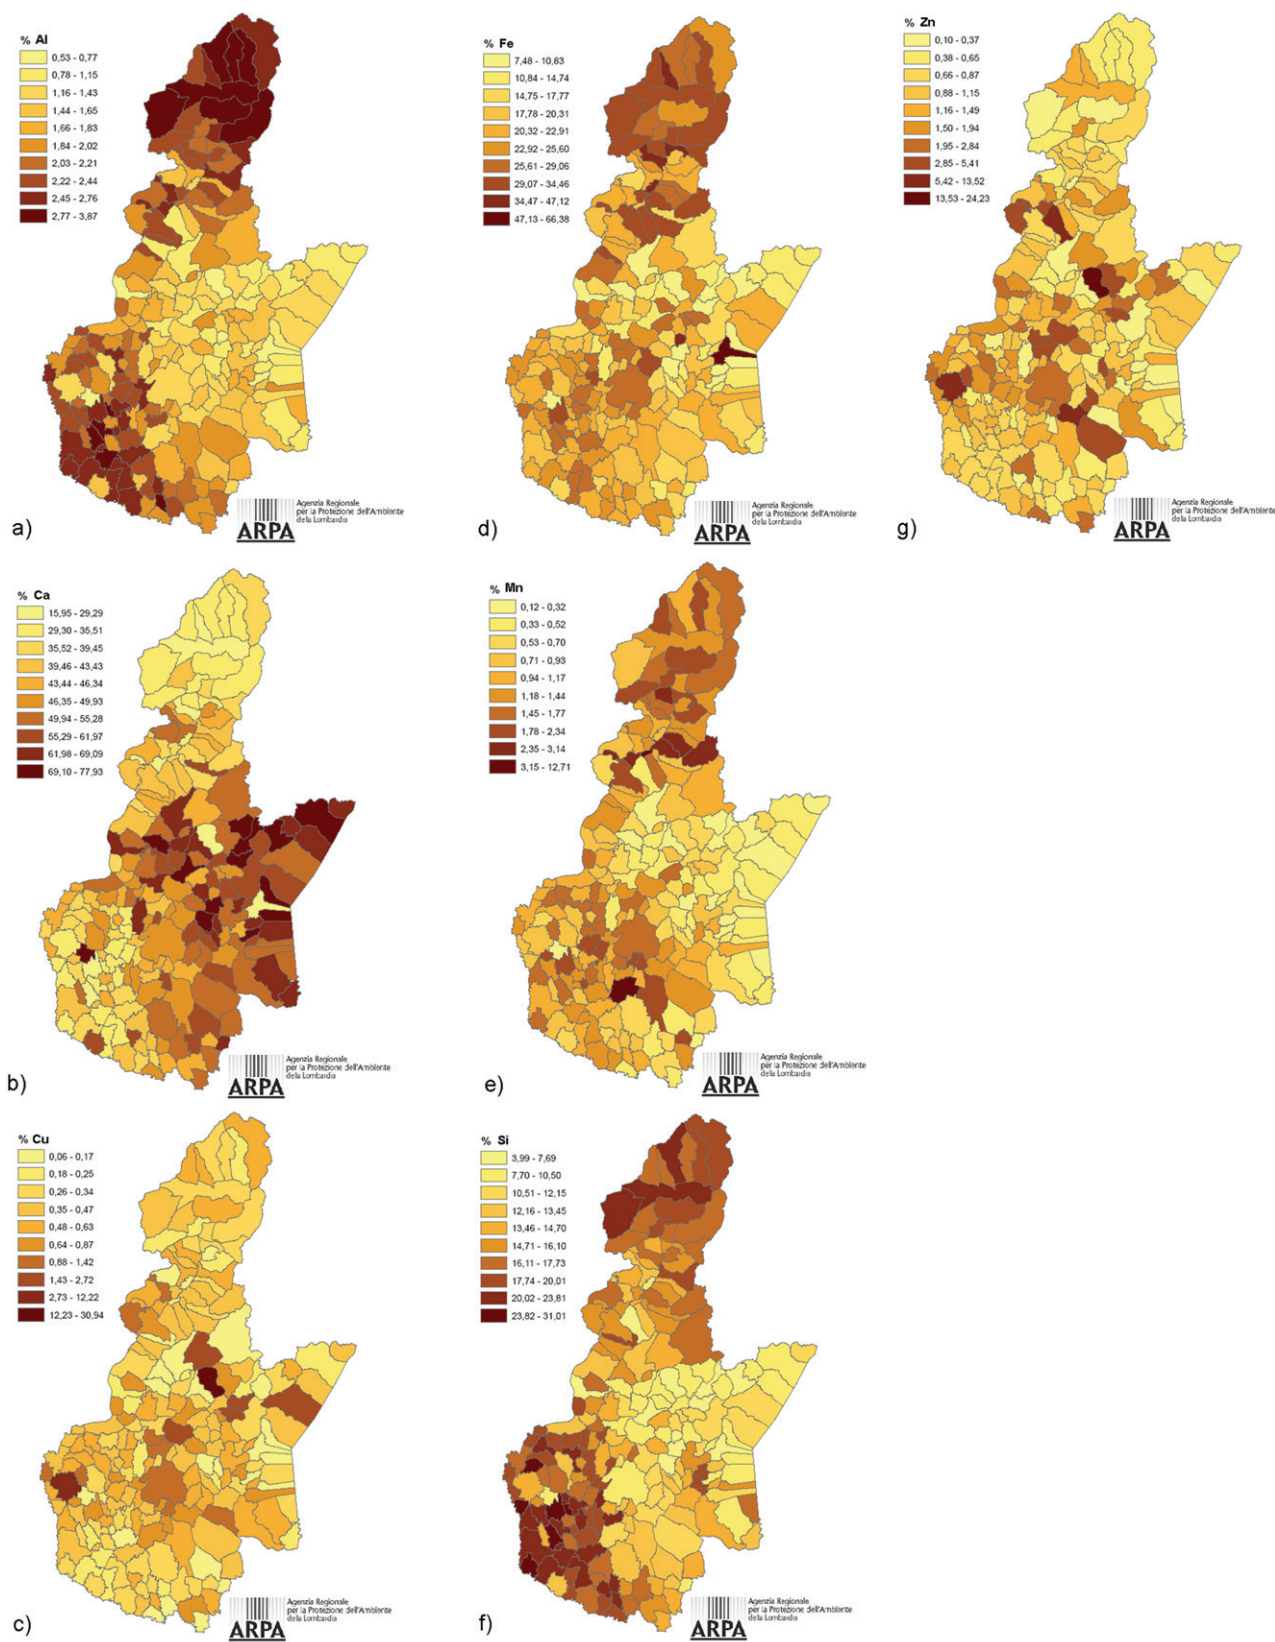 % Al
0,53 - 0,77
0,78 - 1,15
1,16 - 1,43
1,44 - 1,65
1,66 - 1,83
1,84 - 2,02
2,03 - 2,21
2,22 - 2,44
2,45 - 2,76
2,77 - 3,87
Agenzia Regionale
per la Protezione dell'Ambiente
della Lombardia
ARPA
a)
% Fe
7,48 - 10,83
10,84 - 14,74
14,75 - 17,77
17,78 - 20,31
20,32 - 22,91
22,92 - 25,60
25,61 - 29,06
29,07 - 34,46
34,47 - 47,12
47,13 - 66,38
Agenzia Regionale
per la Protezione dell'Ambiente
della Lombardia
ARPA
d)
% Zn
0,10 - 0,37
0,38 - 0,65
0,66 - 0,87
0,88 - 1,15
1,16 - 1,49
1,50 - 1,94
1,95 - 2,84
2,85 - 5,41
5,42 - 13,52
13,53 - 24,23
Agenzia Regionale
per la Protezione dell'Ambiente
della Lombardia
ARPA
g)
% Ca
15,95 - 29,29
29,30 - 35,51
35,52 - 39,45
39,46 - 43,43
43,44 - 46,34
46,35 - 49,93
49,94 - 55,28
55,29 - 61,97
61,98 - 69,09
69,10 - 77,93
Agenzia Regionale
per la Protezione dell'Ambiente
della Lombardia
ARPA
b)
% Mn
0,12 - 0,32
0,33 - 0,52
0,53 - 0,70
0,71 - 0,93
0,94 - 1,17
1,18 - 1,44
1,45 - 1,77
1,78 - 2,34
2,35 - 3,14
3,15 - 12,71
Agenzia Regionale
per la Protezione dell'Ambiente
della Lombardia
ARPA
e)
% Cu
0,06 - 0,17
0,18 - 0,25
0,26 - 0,34
0,35 - 0,47
0,48 - 0,63
0,64 - 0,87
0,88 - 1,42
1,43 - 2,72
2,73 - 12,22
12,23 - 30,94
Agenzia Regionale
per la Protezione dell'Ambiente
della Lombardia
ARPA
c)
% Si
3,99 - 7,69
7,70 - 10,50
10,51 - 12,15
12,16 - 13,45
13,46 - 14,70
14,71 - 16,10
16,11 - 17,73
17,74 - 20,01
20,02 - 23,81
23,82 - 31,01
Agenzia Regionale
per la Protezione dell'Ambiente
della Lombardia
ARPA
f)